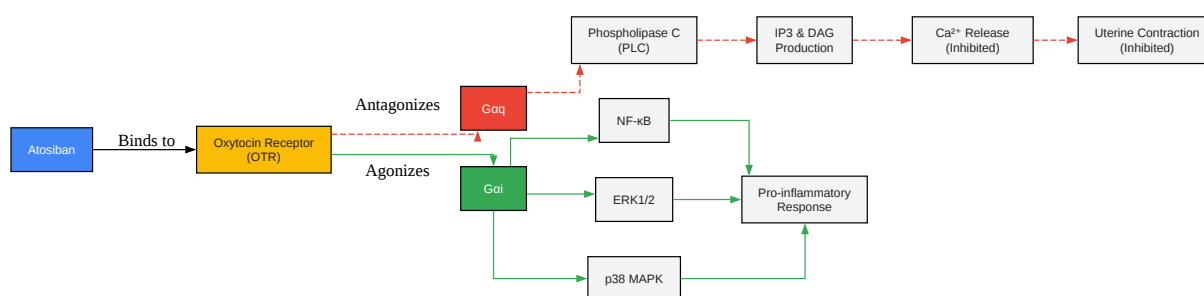 Atosiban
Binds to
Oxytocin Receptor
(OTR)
Antagonizes
Agonizes
Gαq
Gαi
Phospholipase C
(PLC)
IP3 & DAG
Production
Ca²⁺ Release
(Inhibited)
Uterine Contraction
(Inhibited)
NF-κB
ERK1/2
p38 MAPK
Pro-inflammatory
Response